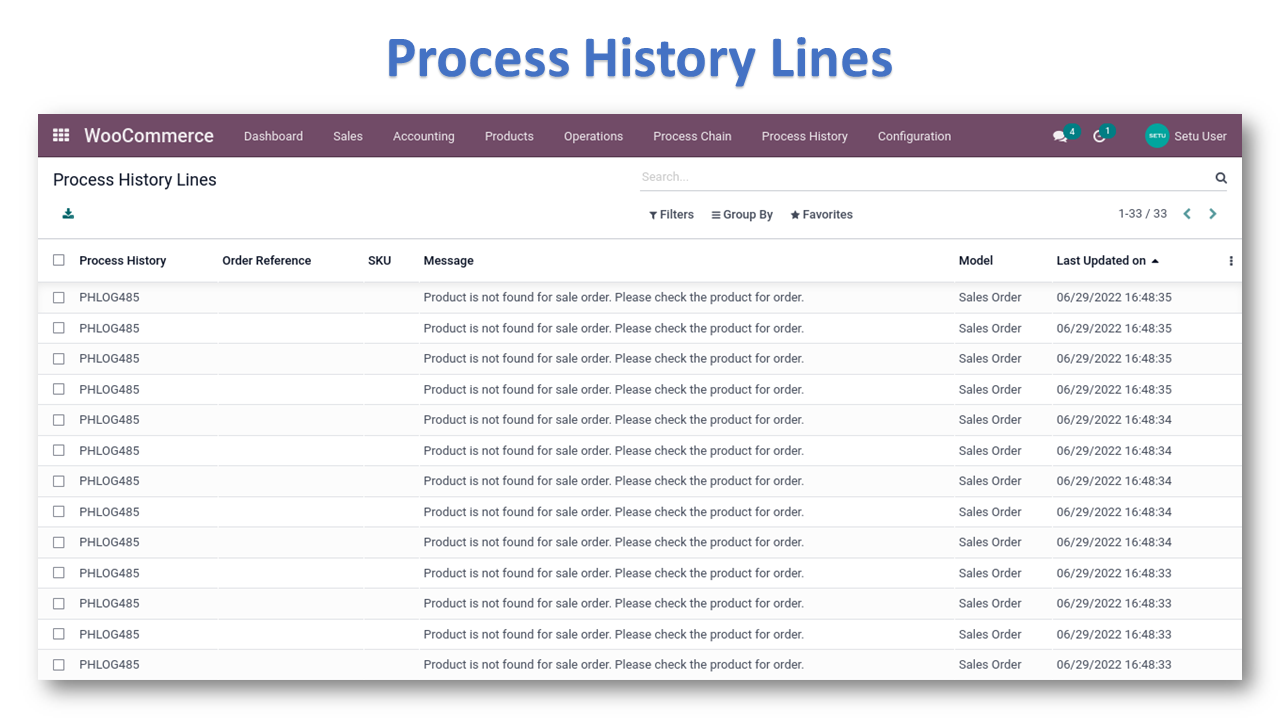 Process History Lines
WooCommerce Dashboard Sales Accounting Products Operations Process Chain Process History Configuration 4 1 SETU Setu User
Process History Lines Search...
Filters Group By Favorites 1-33 / 33
Process History Order Reference SKU Message Model Last Updated on
PHLOG485 Product is not found for sale order. Please check the product for order. Sales Order 06/29/2022 16:48:35
PHLOG485 Product is not found for sale order. Please check the product for order. Sales Order 06/29/2022 16:48:35
PHLOG485 Product is not found for sale order. Please check the product for order. Sales Order 06/29/2022 16:48:35
PHLOG485 Product is not found for sale order. Please check the product for order. Sales Order 06/29/2022 16:48:35
PHLOG485 Product is not found for sale order. Please check the product for order. Sales Order 06/29/2022 16:48:34
PHLOG485 Product is not found for sale order. Please check the product for order. Sales Order 06/29/2022 16:48:34
PHLOG485 Product is not found for sale order. Please check the product for order. Sales Order 06/29/2022 16:48:34
PHLOG485 Product is not found for sale order. Please check the product for order. Sales Order 06/29/2022 16:48:34
PHLOG485 Product is not found for sale order. Please check the product for order. Sales Order 06/29/2022 16:48:34
PHLOG485 Product is not found for sale order. Please check the product for order. Sales Order 06/29/2022 16:48:33
PHLOG485 Product is not found for sale order. Please check the product for order. Sales Order 06/29/2022 16:48:33
PHLOG485 Product is not found for sale order. Please check the product for order. Sales Order 06/29/2022 16:48:33
PHLOG485 Product is not found for sale order. Please check the product for order. Sales Order 06/29/2022 16:48:33